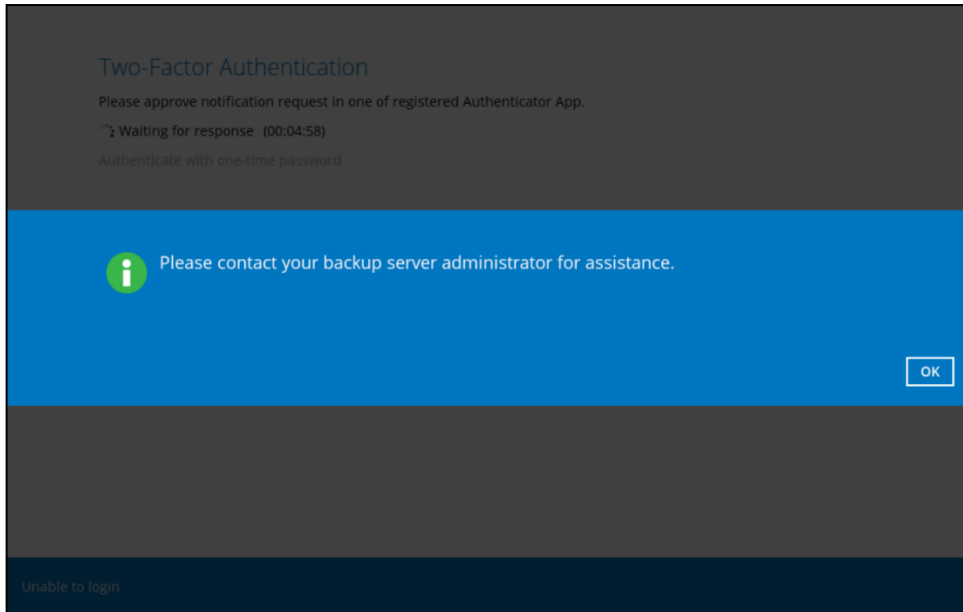 Two-Factor Authentication
Please approve notification request in one of registered Authenticator App.
Waiting for response (00:04:58)
Authenticate with one-time password
Please contact your backup server administrator for assistance.
OK
Unable to login